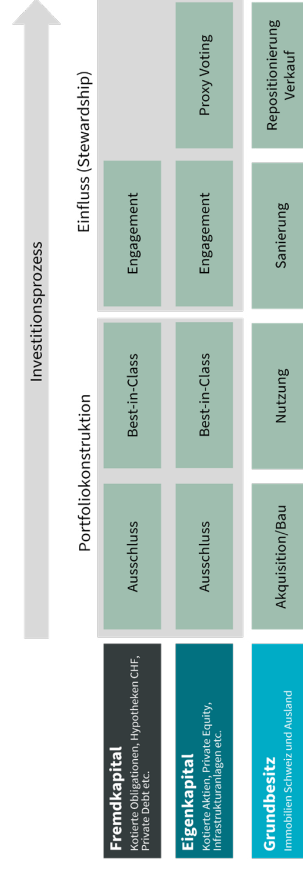 Investitionsprozess
Portfoliokonstruktion
Einfluss (Stewardship)
Fremdkapital
Kotierte Obligationen, Hypotheken CHF,
Private Debt etc.
Ausschluss
Best-in-Class
Engagement
Eigenkapital
Kotierte Aktien, Private Equity,
Infrastrukturanlagen etc.
Ausschluss
Best-in-Class
Engagement
Proxy Voting
Grundbesitz
Immobilien Schweiz und Ausland
Akquisition/Bau
Nutzung
Sanierung
Repositionierung
Verkauf